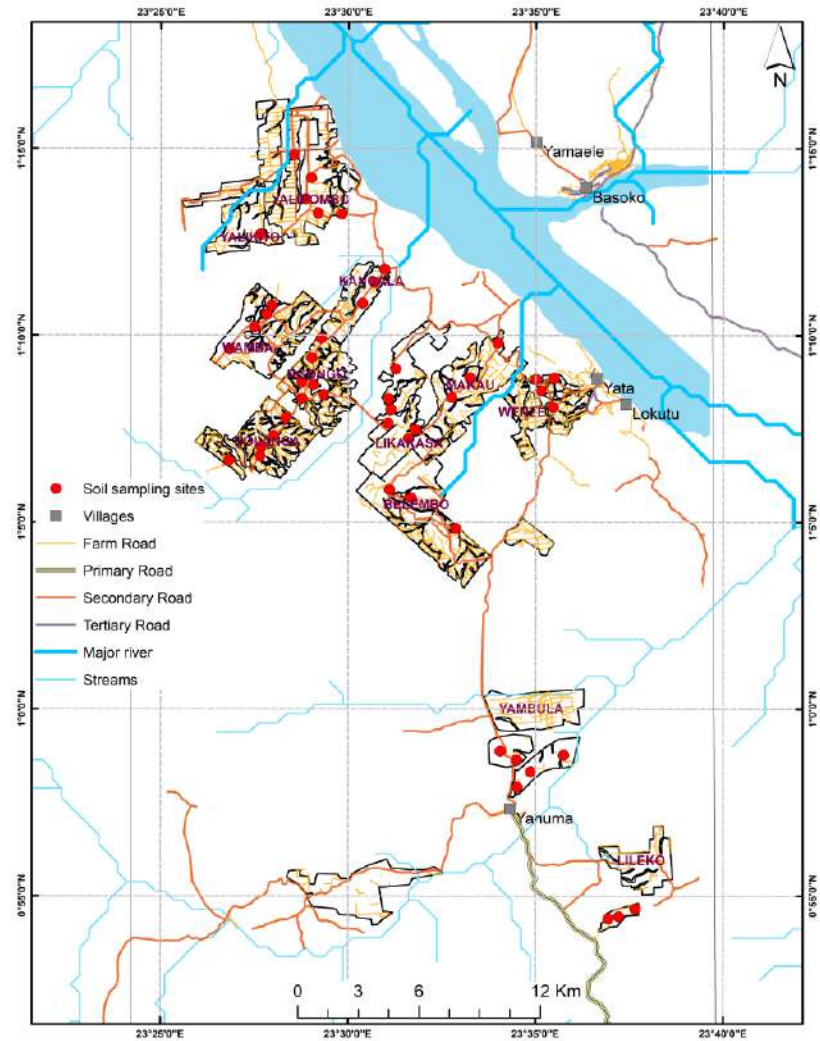 23°25'0"E
23°30'0"E
23°35'0"E
23°40'0"E
N
1°15'0"N
1°15'0"N
Yamaele
Basoko
KANGALA
1°10'0"N
1°10'0"N
WAMBA
MAKAU
Yata
Lokutu
LIKAKASA
BELEMBO
1°5'0"N
1°5'0"N
Soil sampling sites
Villages
Farm Road
Primary Road
Secondary Road
Tertiary Road
Major river
Streams
1°0'0"N
1°0'0"N
YAMBULA
Yanuma
LILEKO
0°55'0"N
0°55'0"N
0 3 6 12 Km
23°25'0"E
23°30'0"E
23°35'0"E
23°40'0"E